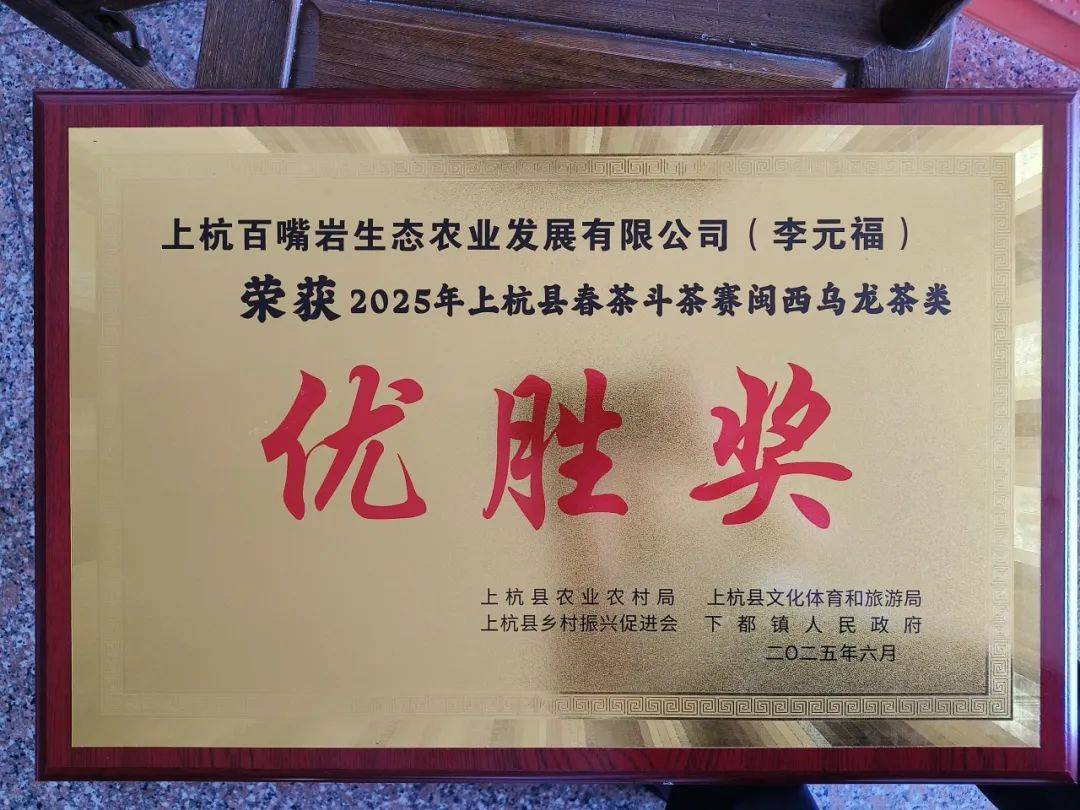 上杭百嘴岩生态农业发展有限公司（李元福）
荣获 2025年上杭县春茶斗茶赛闽西乌龙茶类
优胜奖
上杭县农业农村局 上杭县文化体育和旅游局
上杭县乡村振兴促进会 下都镇人民政府
二〇二五年六月